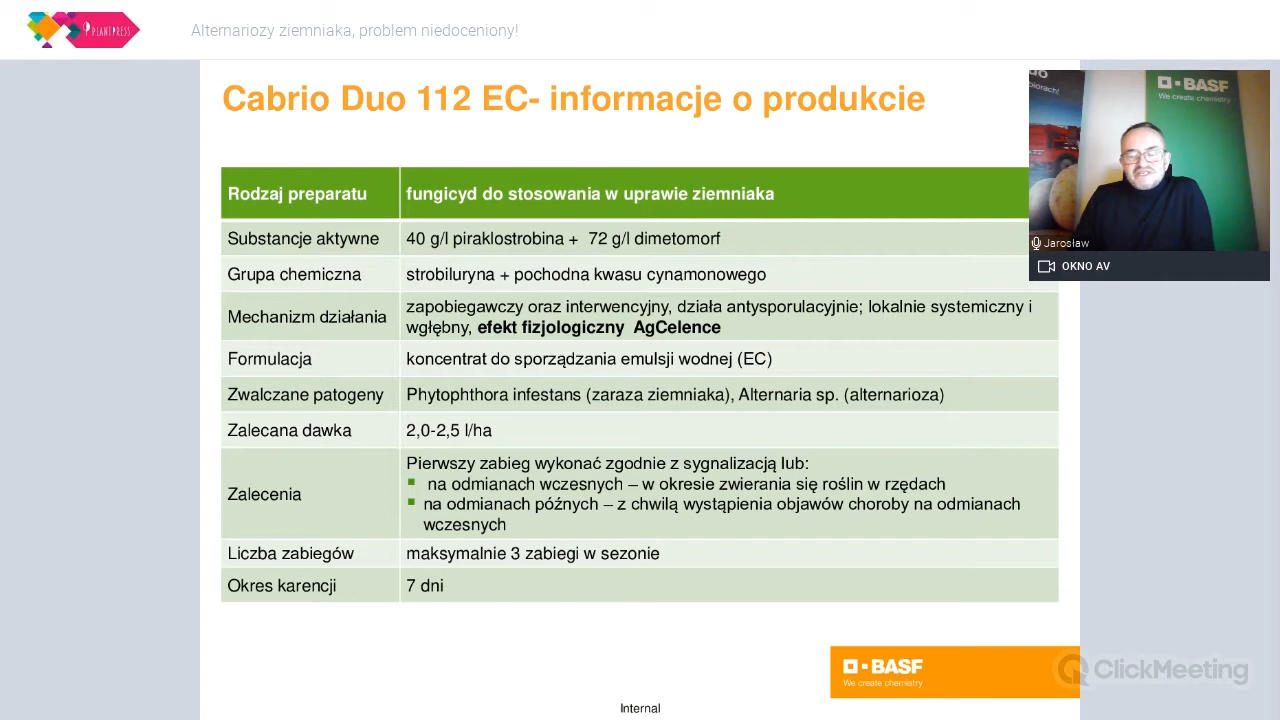 PLANTPRESS
Alternariozy ziemniaka, problem niedoceniony!
Cabrio Duo 112 EC- informacje o produkcie
Rodzaj preparatu fungicyd do stosowania w uprawie ziemniaka
Substancje aktywne 40 g/l piraklostrobina + 72 g/l dimetomorf
Grupa chemiczna strobiluryna + pochodna kwasu cynamonowego
Mechanizm działania zapobiegawczy oraz interwencyjny, działa antysporulacyjnie; lokalnie systemiczny i
wgłębny, efekt fizjologiczny AgCelence
Formulacja koncentrat do sporządzania emulsji wodnej (EC)
Zwalczane patogeny Phytophthora infestans (zaraza ziemniaka), Alternaria sp. (alternarioza)
Zalecana dawka 2,0-2,5 l/ha
Zalecenia Pierwszy zabieg wykonać zgodnie z sygnalizacją lub:
na odmianach wczesnych – w okresie zwierania się roślin w rzędach
na odmianach późnych – z chwilą wystąpienia objawów choroby na odmianach
wczesnych
Liczba zabiegów maksymalnie 3 zabiegi w sezonie
Okres karencji 7 dni
BASF
We create chemistry
Jarosław
OKNO AV
BASF
We create chemistry
ClickMeeting
Internal